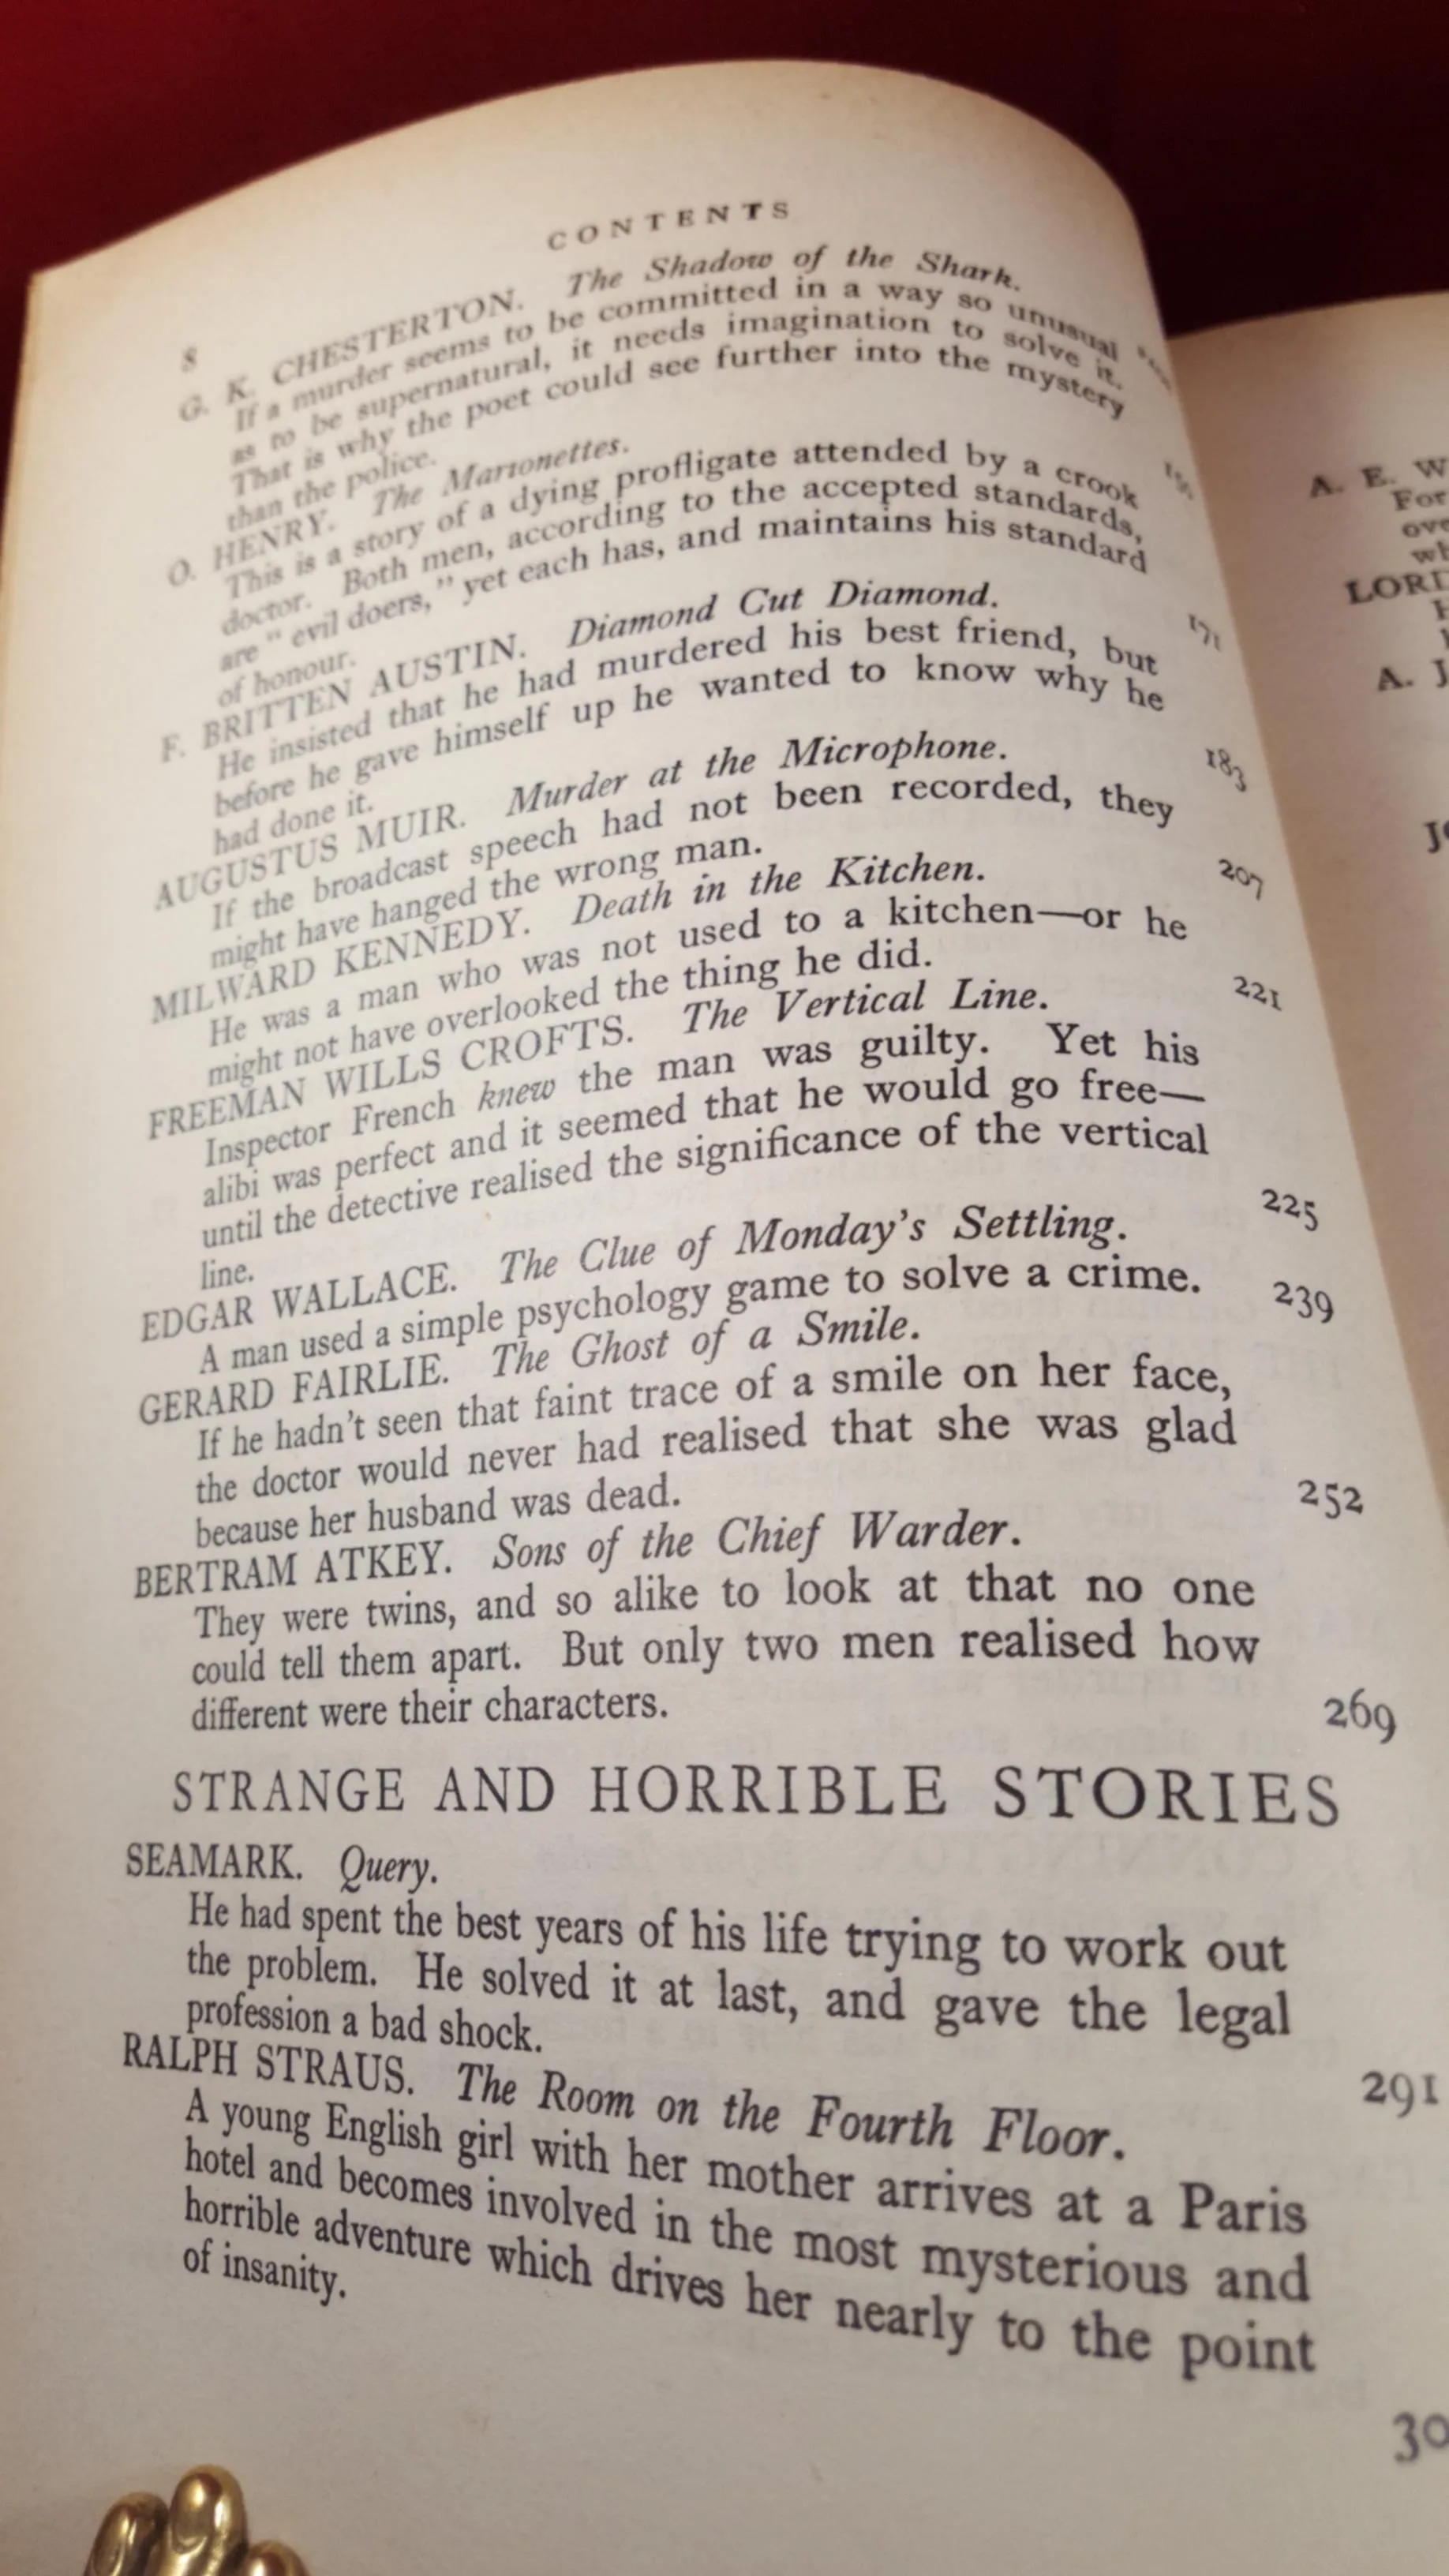 8
CONTENTS
G. K. CHESTERTON. The Shadow of the Shark.
If a murder seems to be committed in a way so unusual
as to be supernatural, it needs imagination to solve it.
That is why the poet could see further into the mystery
than the police.
O. HENRY. The Marionettes.
This is a story of a dying profligate attended by a crook
doctor. Both men, according to the accepted standards,
are " evil doers, " yet each has, and maintains his standard
of honour. 171
F. BRITTEN AUSTIN. Diamond Cut Diamond.
He insisted that he had murdered his best friend, but
before he gave himself up he wanted to know why he
had done it. 183
AUGUSTUS MUIR. Murder at the Microphone.
If the broadcast speech had not been recorded, they
might have hanged the wrong man. 207
MILWARD KENNEDY. Death in the Kitchen.
He was a man who was not used to a kitchen—or he
might not have overlooked the thing he did. 221
FREEMAN WILLS CROFTS. The Vertical Line.
Inspector French knew the man was guilty. Yet his
alibi was perfect and it seemed that he would go free—
until the detective realised the significance of the vertical
line. 225
EDGAR WALLACE. The Clue of Monday's Settling.
A man used a simple psychology game to solve a crime. 239
GERARD FAIRLIE. The Ghost of a Smile.
If he hadn't seen that faint trace of a smile on her face,
the doctor would never had realised that she was glad
because her husband was dead. 252
BERTRAM ATKEY. Sons of the Chief Warder.
They were twins, and so alike to look at that no one
could tell them apart. But only two men realised how
different were their characters. 269
STRANGE AND HORRIBLE STORIES
SEAMARK. Query.
He had spent the best years of his life trying to work out
the problem. He solved it at last, and gave the legal
profession a bad shock. 291
RALPH STRAUS. The Room on the Fourth Floor.
A young English girl with her mother arrives at a Paris
hotel and becomes involved in the most mysterious and
horrible adventure which drives her nearly to the point
of insanity. 30
A. E. W
For
ove
LORD
A. J